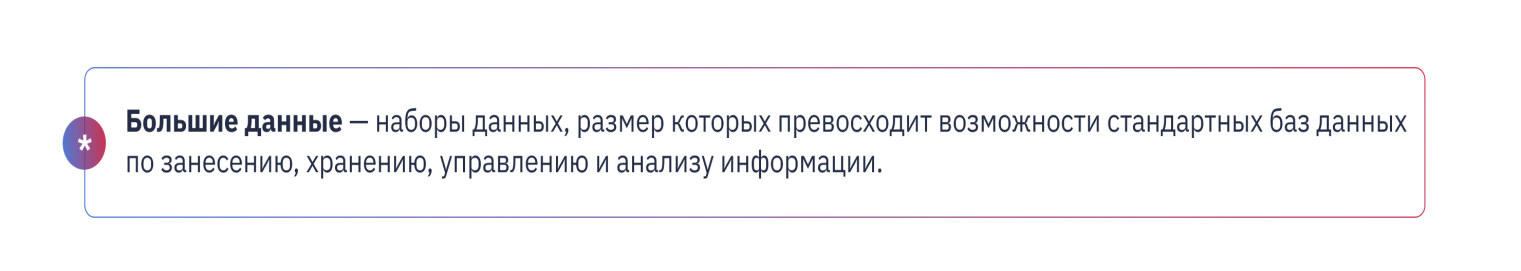 * Большие данные — наборы данных, размер которых превосходит возможности стандартных баз данных
по занесению, хранению, управлению и анализу информации.